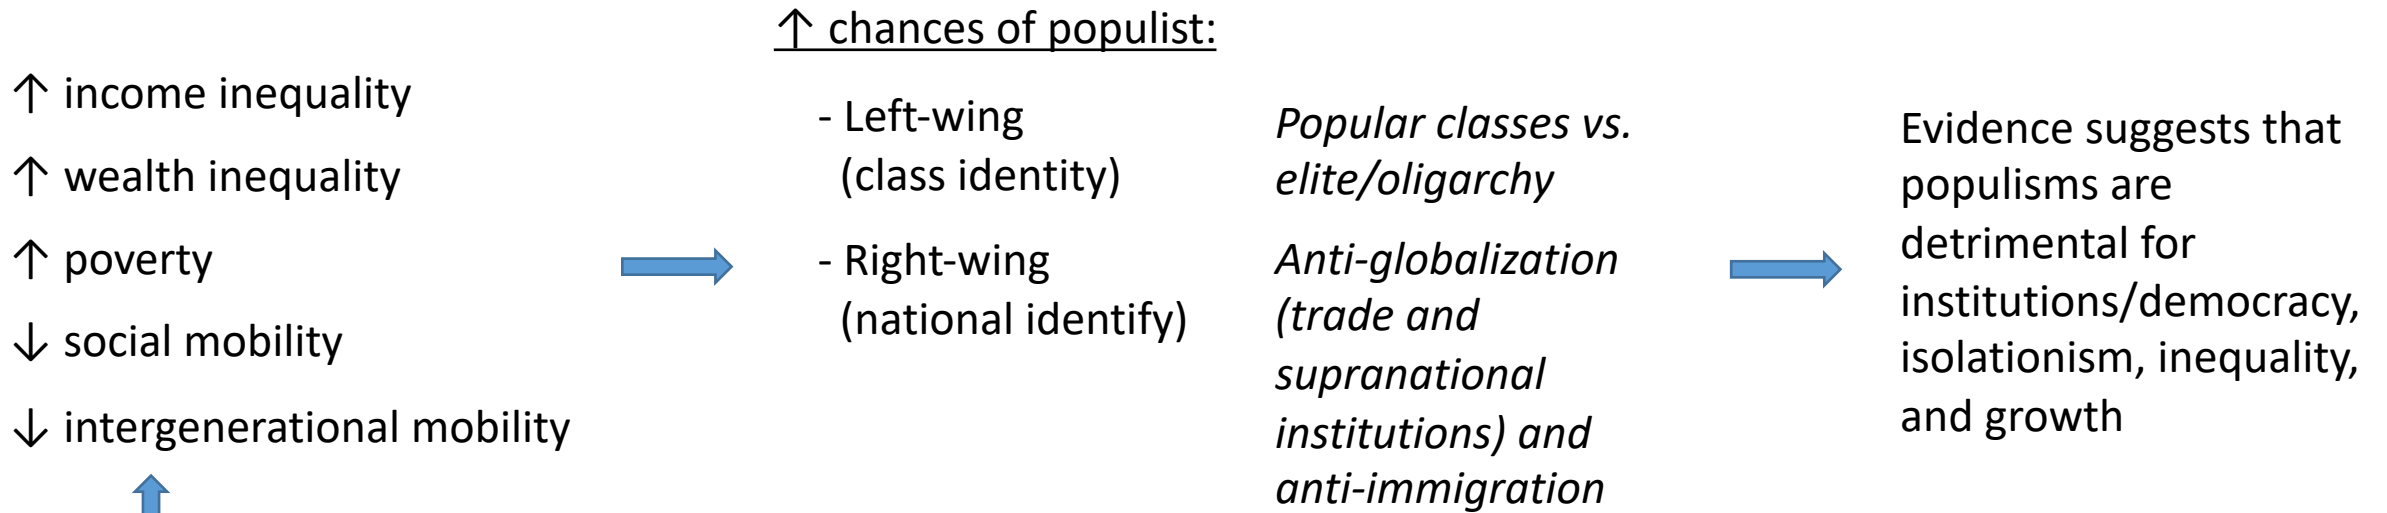 ↑ chances of populist:
↑ income inequality
↑ wealth inequality
↑ poverty
↓ social mobility
↓ intergenerational mobility
- Left-wing
(class identity)
- Right-wing
(national identify)
Popular classes vs.
elite/oligarchy
Anti-globalization
(trade and
supranational
institutions) and
anti-immigration
Evidence suggests that
populisms are
detrimental for
institutions/democracy,
isolationism, inequality,
and growth